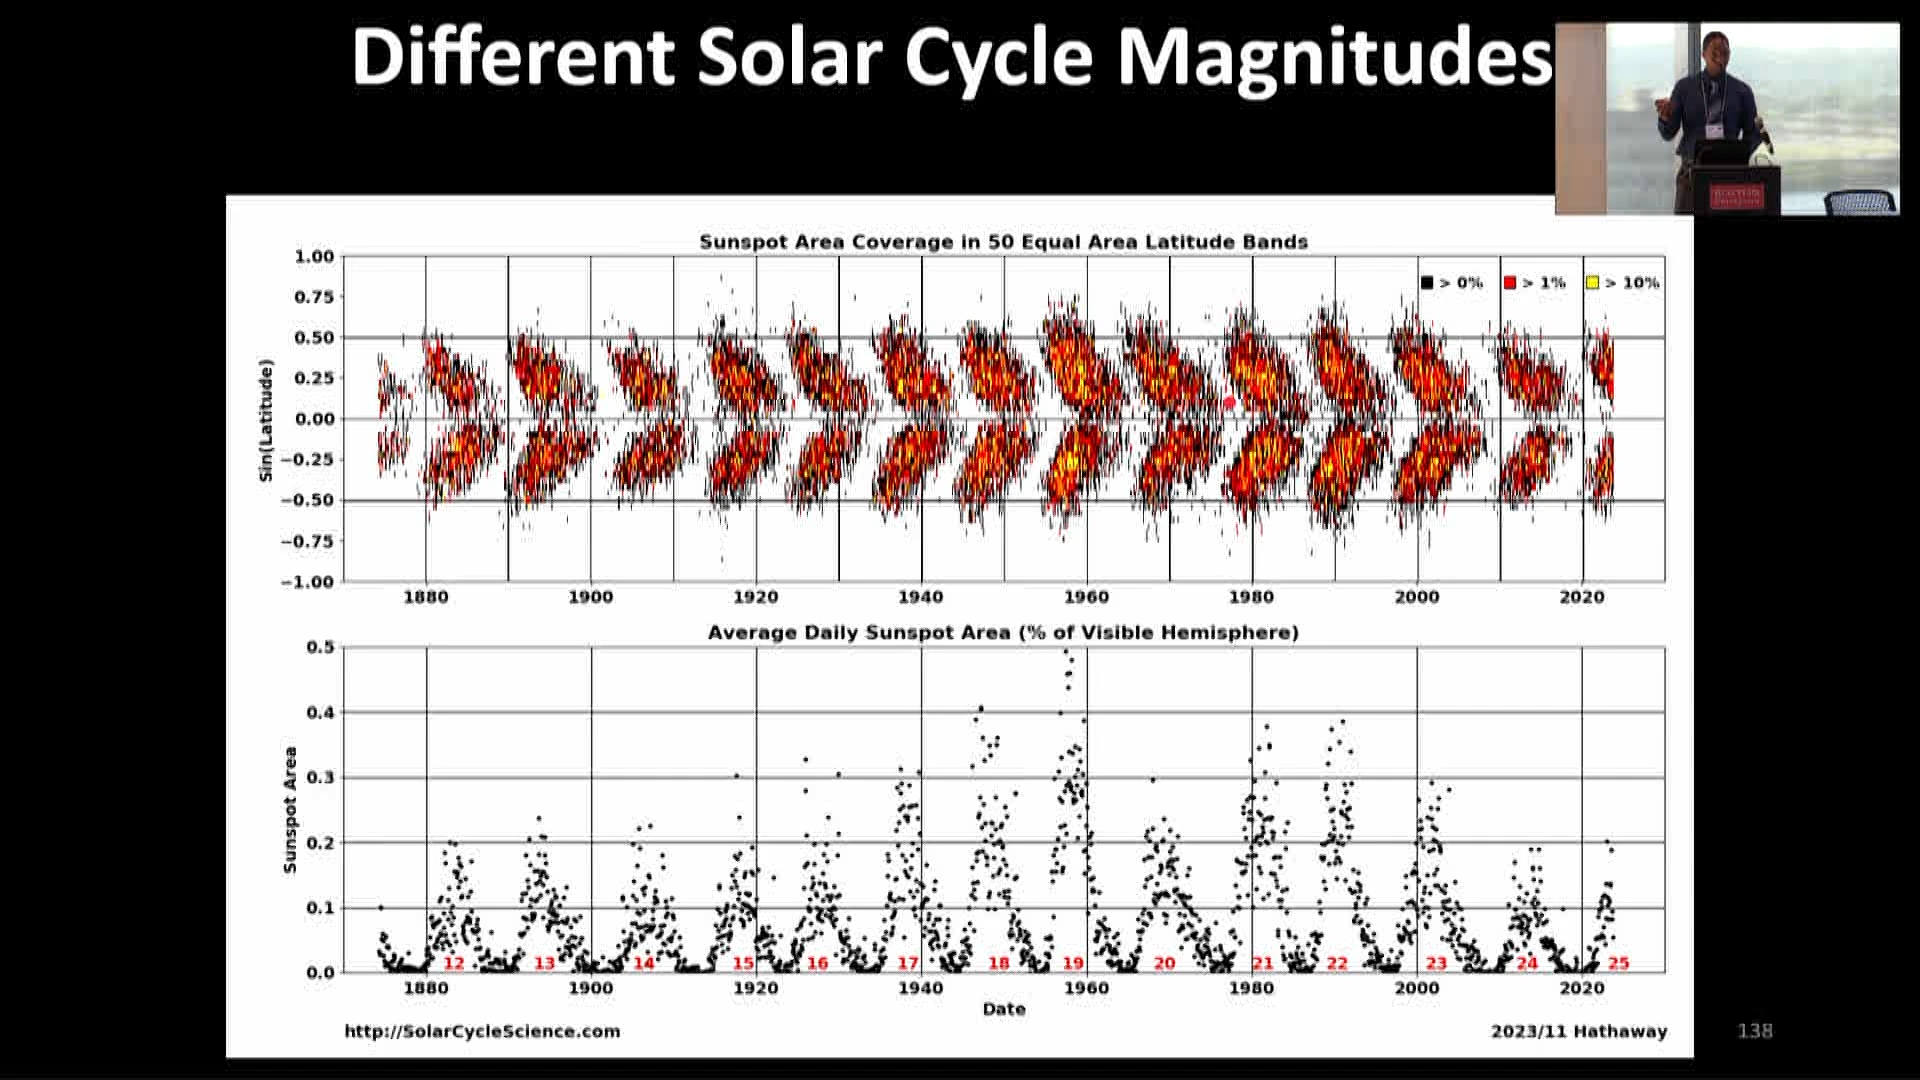 Different Solar Cycle Magnitudes
Sunspot Area Coverage in 50 Equal Area Latitude Bands
> 0% > 1% > 10%
1.00
0.75
0.50
0.25
0.00
−0.25
−0.50
−0.75
−1.00
Sin(Latitude)
1880 1900 1920 1940 1960 1980 2000 2020
Average Daily Sunspot Area (% of Visible Hemisphere)
0.5
0.4
0.3
0.2
0.1
0.0
Sunspot Area
12 13 14 15 16 17 18 19 20 21 22 23 24 25
1880 1900 1920 1940 1960 1980 2000 2020
Date
http://SolarCycleScience.com
2023/11 Hathaway
138